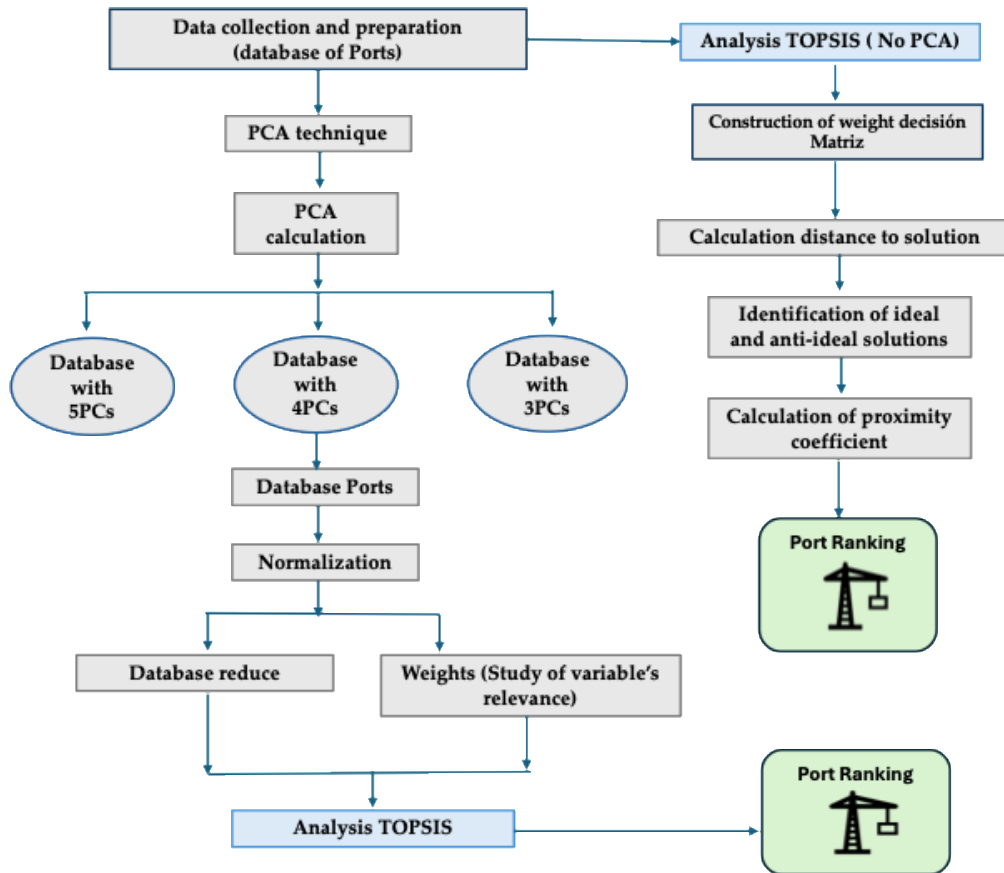 Data collection and preparation
(database of Ports)
Analysis TOPSIS ( No PCA)
PCA technique
Construction of weight decisión
Matriz
PCA
calculation
Calculation distance to solution
Identification of ideal
and anti-ideal solutions
Database
with
5PCs
Database
with
4PCs
Database
with
3PCs
Calculation of proximity
coefficient
Database Ports
Normalization
Port Ranking
Database reduce
Weights (Study of variable’s
relevance)
Analysis TOPSIS
Port Ranking